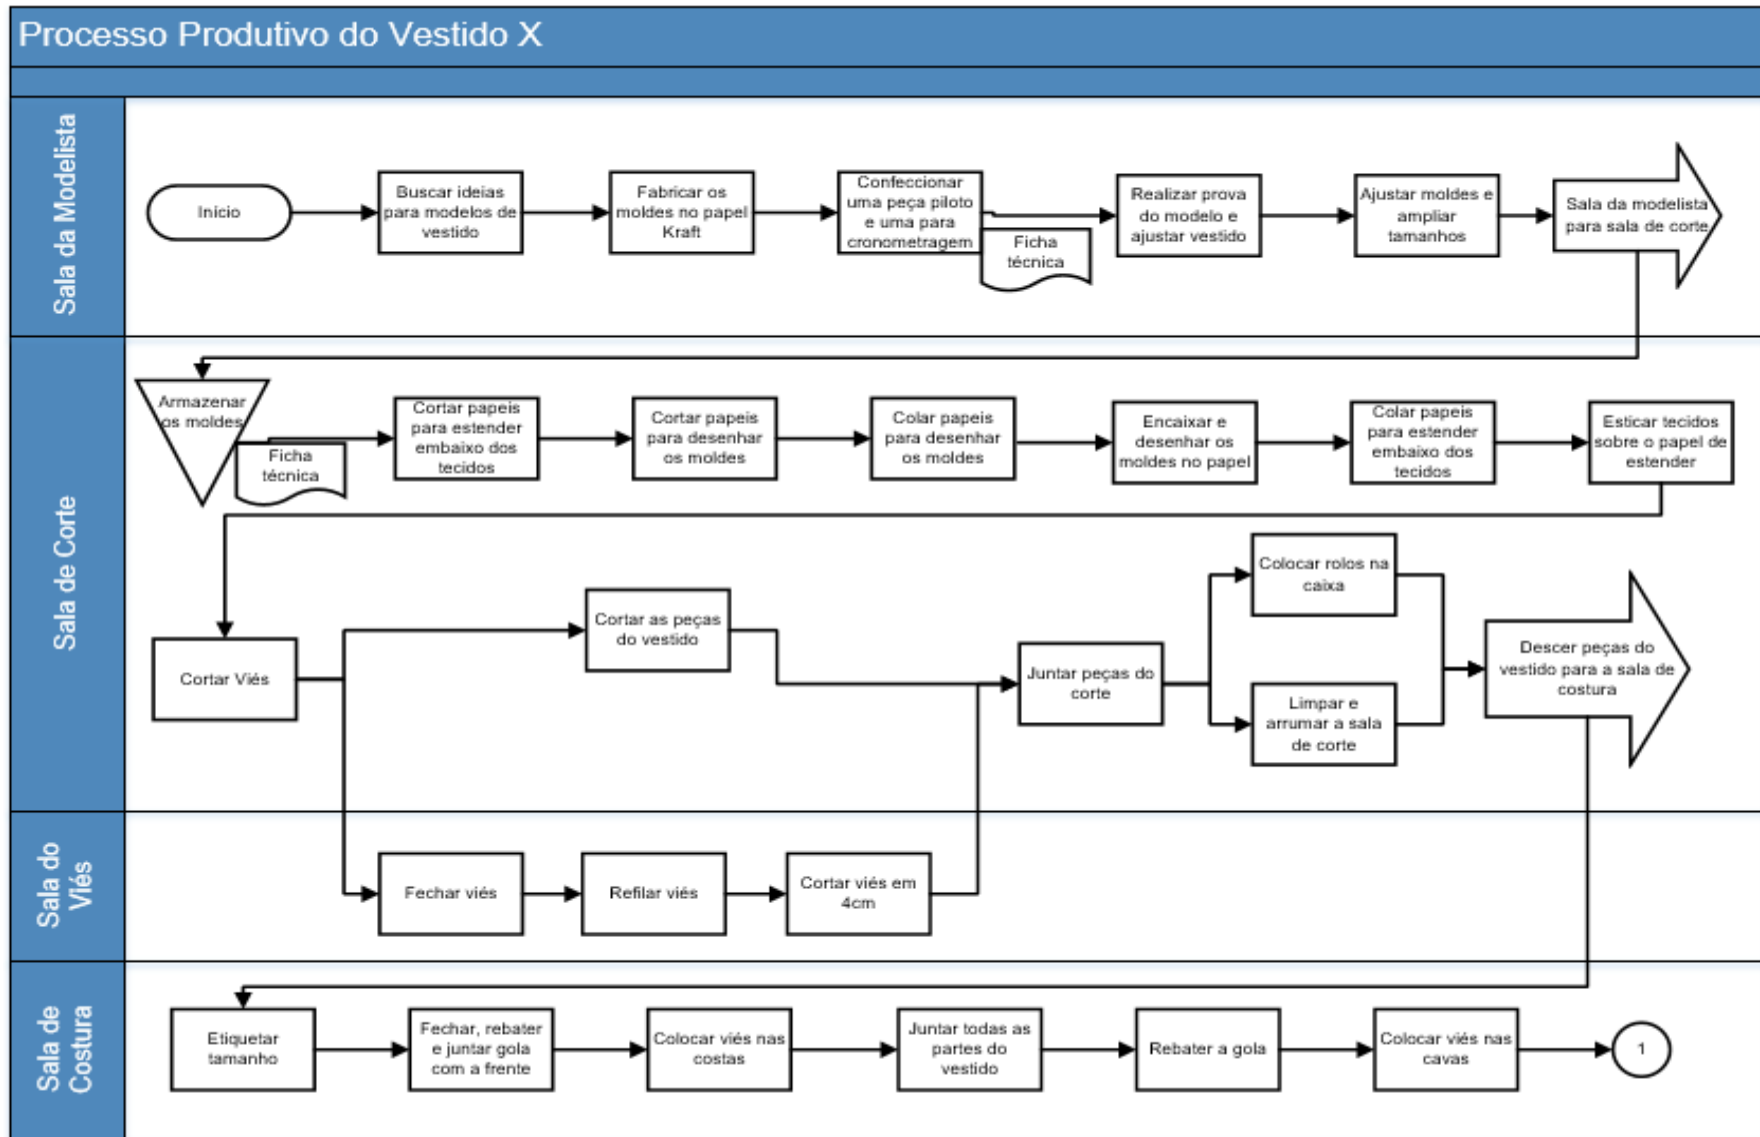 Processo Produtivo do Vestido X
Sala da Modelista
Início
Buscar ideias
para modelos de
vestido
Fabricar os
moldes no papel
Kraft
Confeccionar
uma peça piloto
e uma para
cronometragem
Ficha
técnica
Realizar prova
do modelo e
ajustar vestido
Ajustar moldes e
ampliar
tamanhos
Sala da modelista
para sala de corte
Sala de Corte
Armazenar
os moldes
Ficha
técnica
Cortar papeis
para estender
embaixo dos
tecidos
Cortar papeis
para desenhar
os moldes
Colar papeis
para desenhar
os moldes
Encaixar e
desenhar os
moldes no papel
Colar papeis
para estender
embaixo dos
tecidos
Esticar tecidos
sobre o papel de
estender
Cortar Viés
Cortar as peças
do vestido
Juntar peças do
corte
Colocar rolos na
caixa
Limpar e
arrumar a sala
de corte
Descer peças do
vestido para a sala de
costura
Sala do
Viés
Fechar viés
Refilar viés
Cortar viés em
4cm
Sala de
Costura
Etiquetar
tamanho
Fechar, rebater
e juntar gola
com a frente
Colocar viés nas
costas
Juntar todas as
partes do
vestido
Rebater a gola
Colocar viés nas
cavas
1